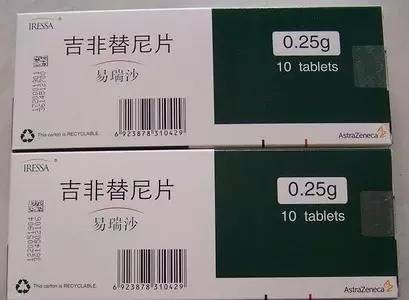 IRESSA
吉非替尼片
易瑞沙
0.25g
10 tablets
6 923878 310429
This carton is RECYCLABLE.
AstraZeneca
IRESSA
吉非替尼片
易瑞沙
0.25g
10 tablets
6 923878 310429
This carton is RECYCLABLE.
AstraZeneca